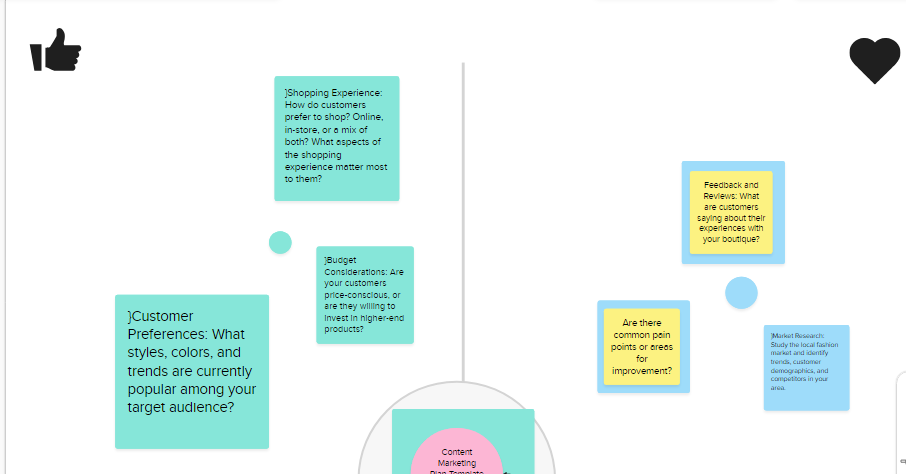 }Shopping Experience:
How do customers
prefer to shop? Online,
in-store, or a mix of
both? What aspects of
the shopping
experience matter most
to them?
}Budget
Considerations: Are
your customers
price-conscious, or
are they willing to
invest in higher-end
products?
}Customer
Preferences: What
styles, colors, and
trends are currently
popular among your
target audience?
Feedback and
Reviews: What
are customers
saying about their
experiences with
your boutique?
Are there
common pain
points or areas
for
improvement?
}Market Research:
Study the local fashion
market and identify
trends, customer
demographics, and
competitors in your
area.
Content
Marketing
Plan Template